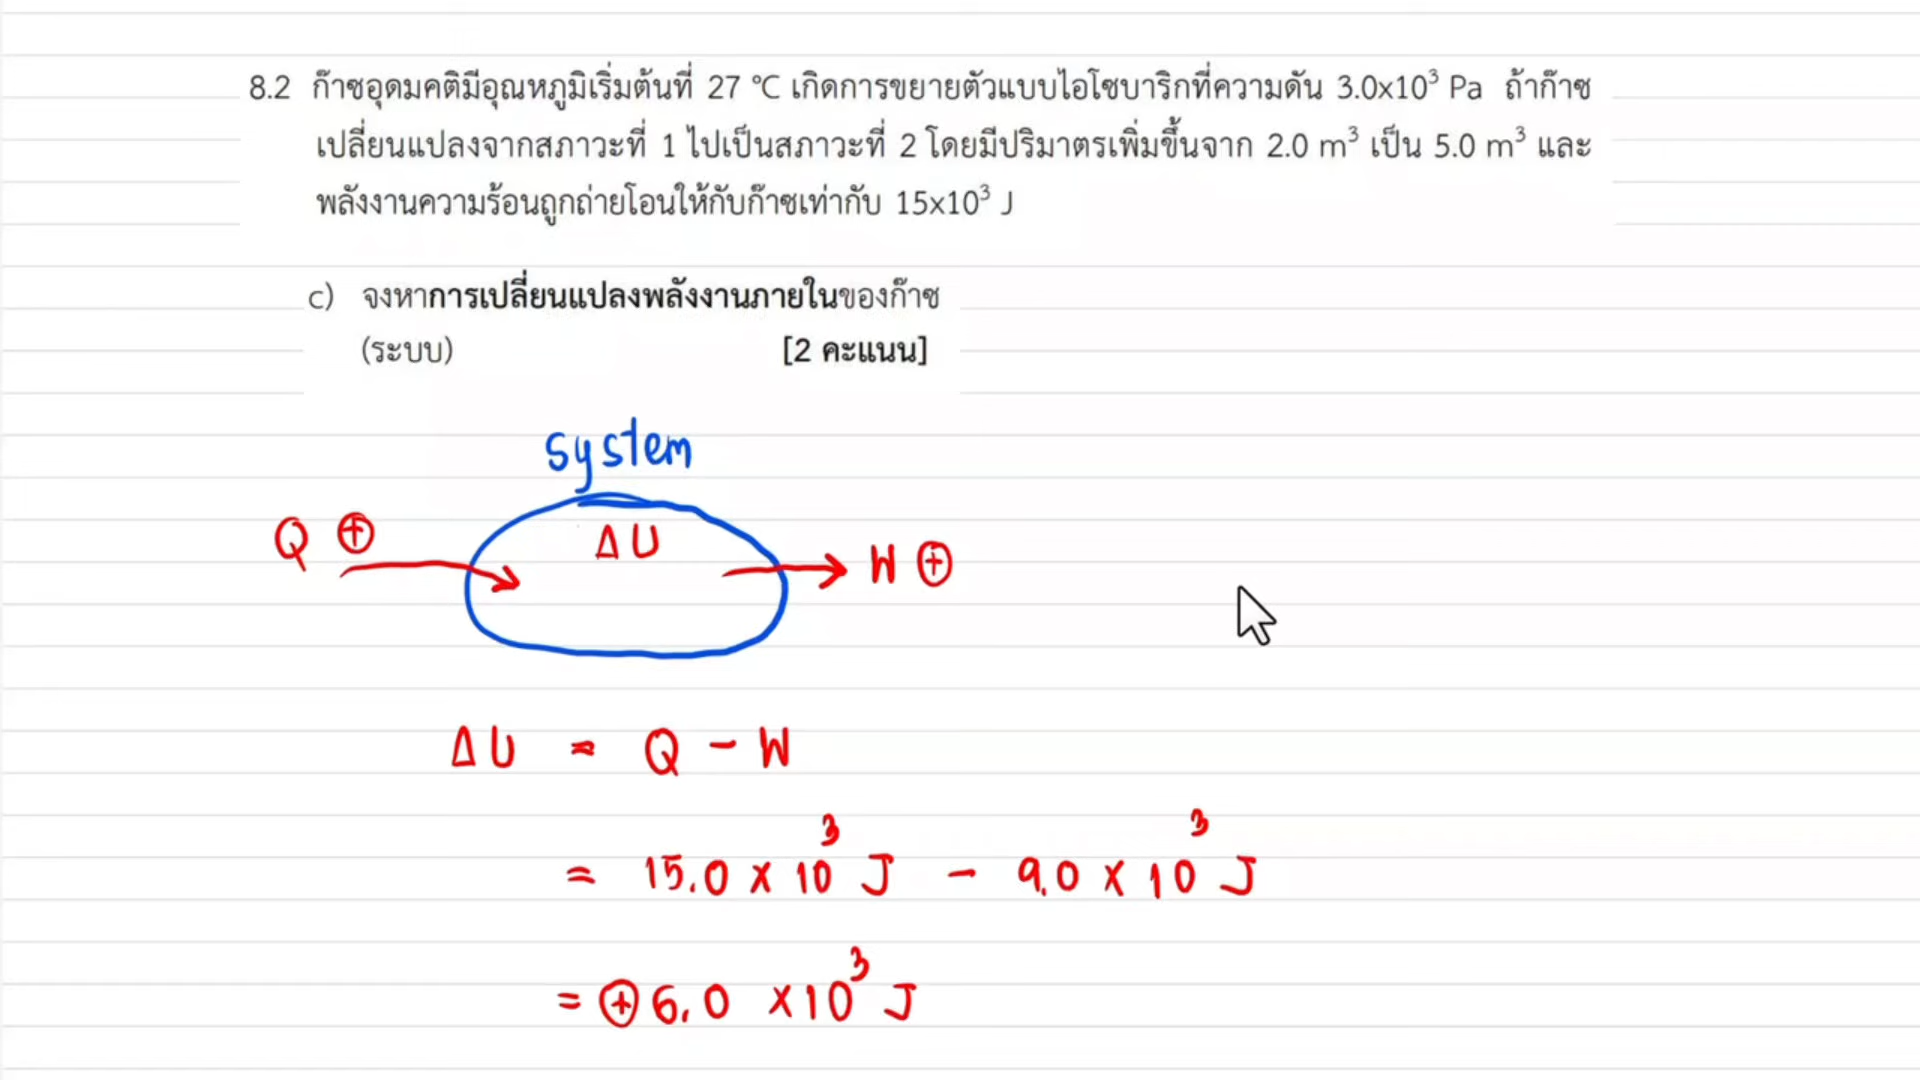 8.2 ก๊าซอุดมคติมีอุณหภูมิเริ่มต้นที่ 27 °C เกิดการขยายตัวแบบไอโซบาริกที่ความดัน 3.0x10³ Pa ถ้าก๊าซ
เปลี่ยนแปลงจากสภาวะที่ 1 ไปเป็นสภาวะที่ 2 โดยมีปริมาตรเพิ่มขึ้นจาก 2.0 m³ เป็น 5.0 m³ และ
พลังงานความร้อนถูกถ่ายโอนให้กับก๊าซเท่ากับ 15x10³ J
c) จงหาการเปลี่ยนแปลงพลังงานภายในของก๊าซ
(ระบบ) [2 คะแนน]
system
Q ⊕ ΔU W ⊕
ΔU = Q - W
= 15.0 x 10³ J - 9.0 x 10³ J
= ⊕ 6.0 x 10³ J